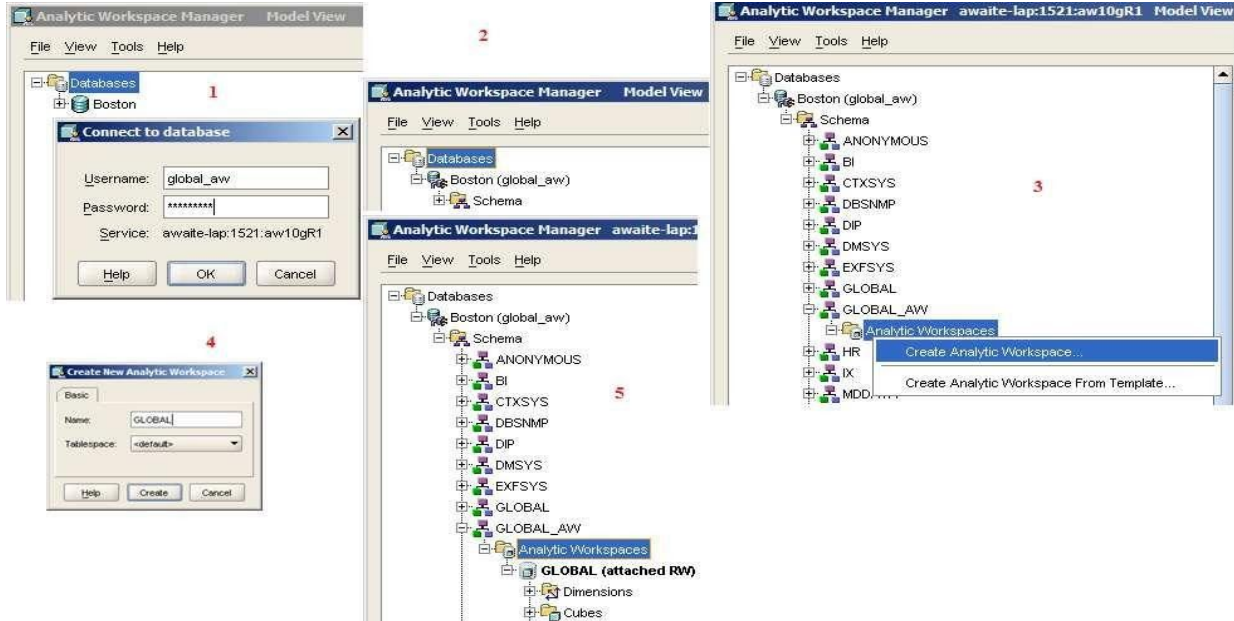 Analytic Workspace Manager Model View
File View Tools Help
Databases
Boston
1
Connect to database
Username: global_aw
Password: *********
Service: awaite-lap:1521:aw10gR1
Help OK Cancel
2
Analytic Workspace Manager Model View
File View Tools Help
Databases
Boston (global_aw)
Schema
Analytic Workspace Manager awaite-lap:1521:aw10gR1 Model View
File View Tools Help
Databases
Boston (global_aw)
Schema
ANONYMOUS
BI
CTXSYS
DBSNMP
DIP
DMSYS
EXFSYS
GLOBAL
GLOBAL_AW
Analytic Workspaces
HR
IX
3
Create Analytic Workspace...
Create Analytic Workspace From Template...
4
Create New Analytic Workspace
Basic
Name: GLOBAL
Tablespace: <default>
Help Create Cancel
Analytic Workspace Manager awaite-lap:1
File View Tools Help
Databases
Boston (global_aw)
Schema
ANONYMOUS
BI
CTXSYS
DBSNMP
DIP
DMSYS
EXFSYS
GLOBAL
GLOBAL_AW
Analytic Workspaces
GLOBAL (attached RW)
Dimensions
Cubes
5